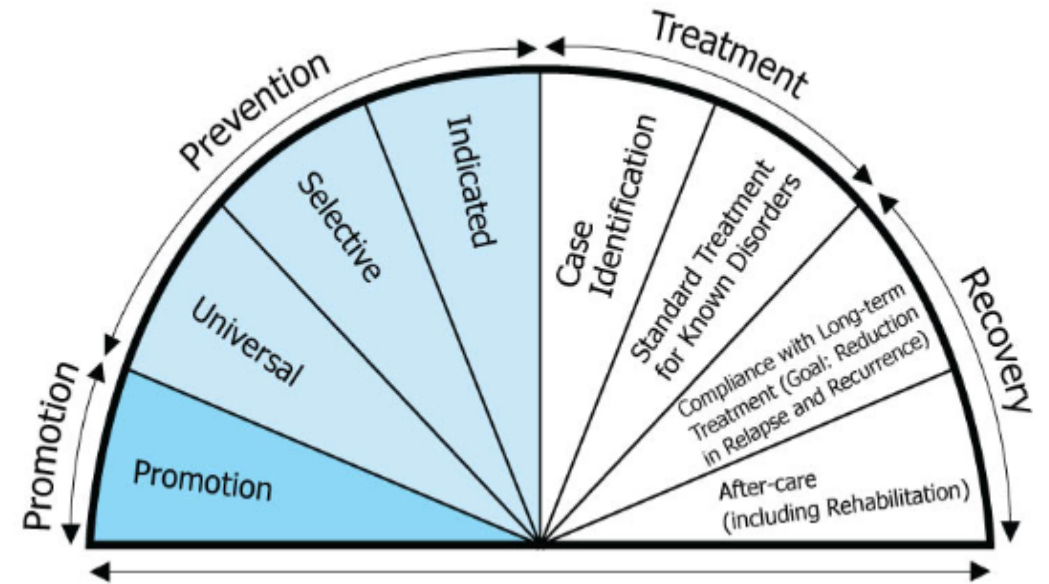 Promotion
Prevention
Treatment
Recovery
Promotion
Universal
Selective
Indicated
Case
Identification
Standard Treatment
for Known Disorders
Compliance with Long-term
Treatment (Goal: Reduction
in Relapse and Recurrence)
After-care
(including Rehabilitation)